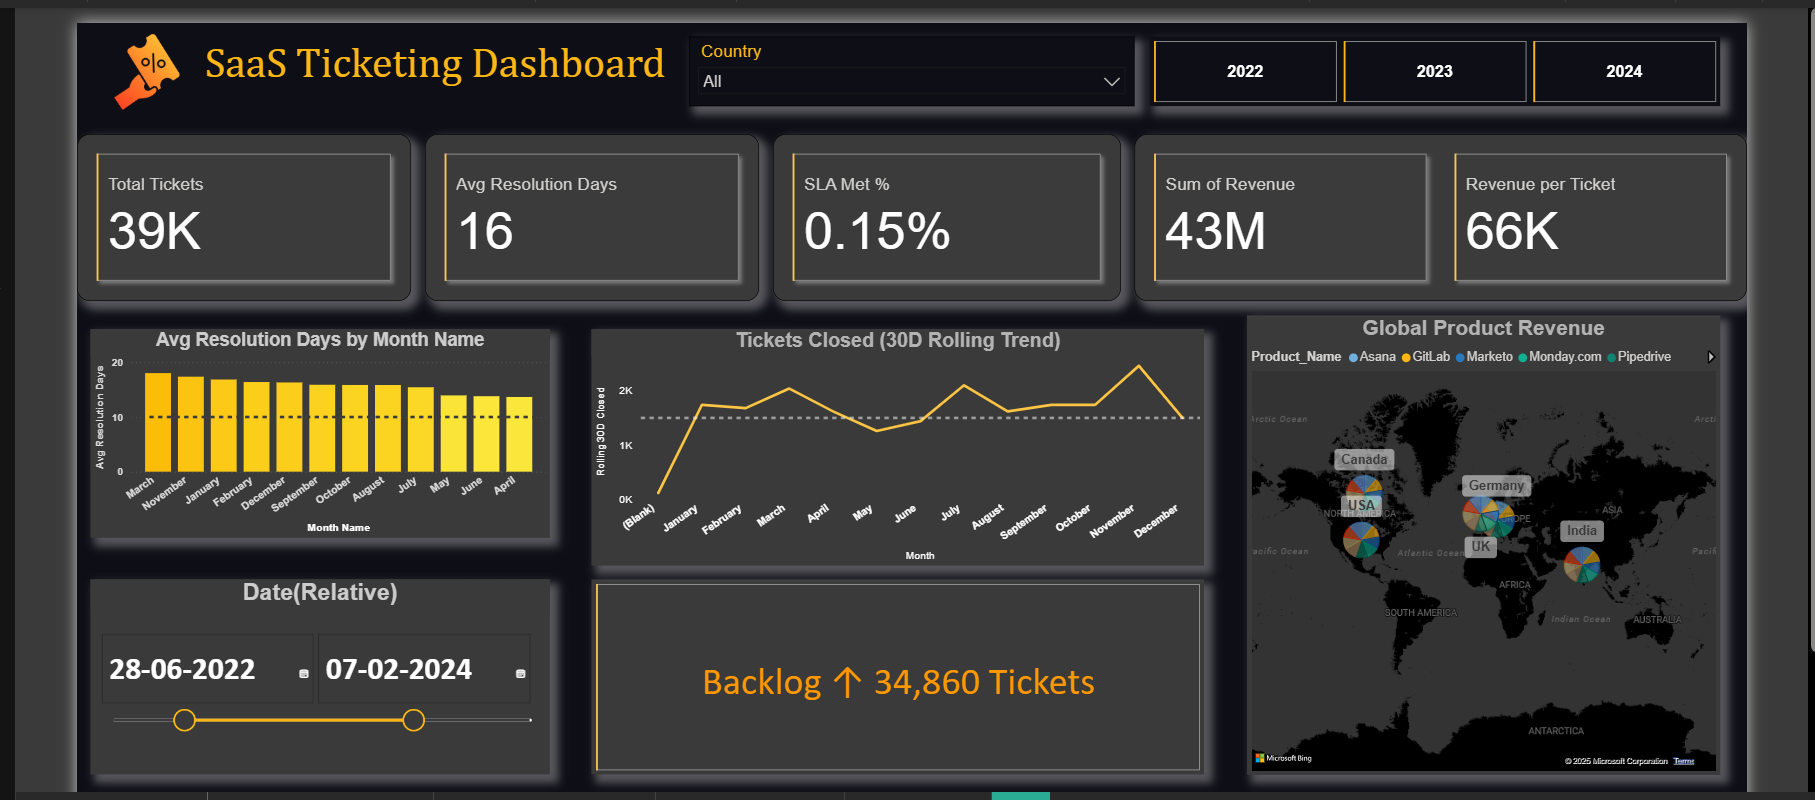 SaaS Ticketing Dashboard
Country
All
2022
2023
2024
Total Tickets
39K
Avg Resolution Days
16
SLA Met %
0.15%
Sum of Revenue
43M
Revenue per Ticket
66K
Avg Resolution Days by Month Name
Avg Resolution Days
20
10
0
March
November
January
February
December
September
October
August
July
May
June
April
Month Name
Tickets Closed (30D Rolling Trend)
Rolling 30D Closed
2K
1K
0K
(Blank)
January
February
March
April
May
June
July
August
September
October
November
December
Month
Global Product Revenue
Product_Name Asana GitLab Marketo Monday.com Pipedrive
Arctic Ocean
Arcti
Canada
USA
NORTH AMERICA
Germany
OPE
ASIA
India
UK
acific Ocean
Atlantic Ocean
Pacif
AFRICA
SOUTH AMERICA
Indian Ocean
AUSTRALIA
ANTARCTICA
Microsoft Bing
© 2025 Microsoft Corporation Terms
Date(Relative)
28-06-2022
07-02-2024
Backlog ↑ 34,860 Tickets